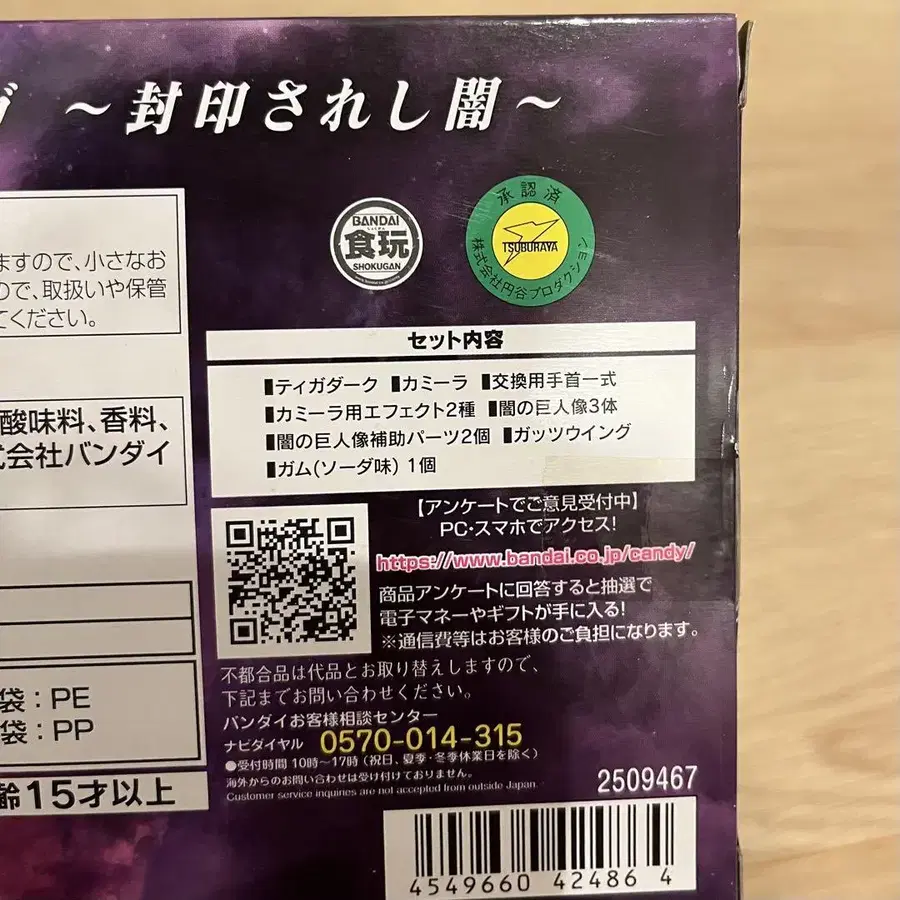 ～封印されし闇～
BANDAI
食玩
SHOKUGAN
承認済
TSUBURAYA
株式会社円谷プロダクション
ますので、小さなお
ので、取扱いや保管
てください。
セット内容
▮ティガダーク ▮カミーラ ▮交換用手首一式
▮カミーラ用エフェクト2種 ▮闇の巨人像3体
▮闇の巨人像補助パーツ2個 ▮ガッツウイング
▮ガム(ソーダ味) 1個
酸味料、香料、
式会社バンダイ
【アンケートでご意見受付中】
PC・スマホでアクセス!
https://www.bandai.co.jp/candy/
商品アンケートに回答すると抽選で
電子マネーやギフトが手に入る!
※通信費等はお客様のご負担になります。
袋：PE
袋：PP
齢15才以上
不都合品は代品とお取り替えしますので、
下記までお問い合わせください。
バンダイお客様相談センター
ナビダイヤル 0570-014-315
●受付時間 10時〜17時 (祝日、夏季・冬季休業日を除く)
海外からのお問い合わせは受け付けておりません。
Customer service inquiries are not accepted from outside Japan.
2509467
4549660 42486 4